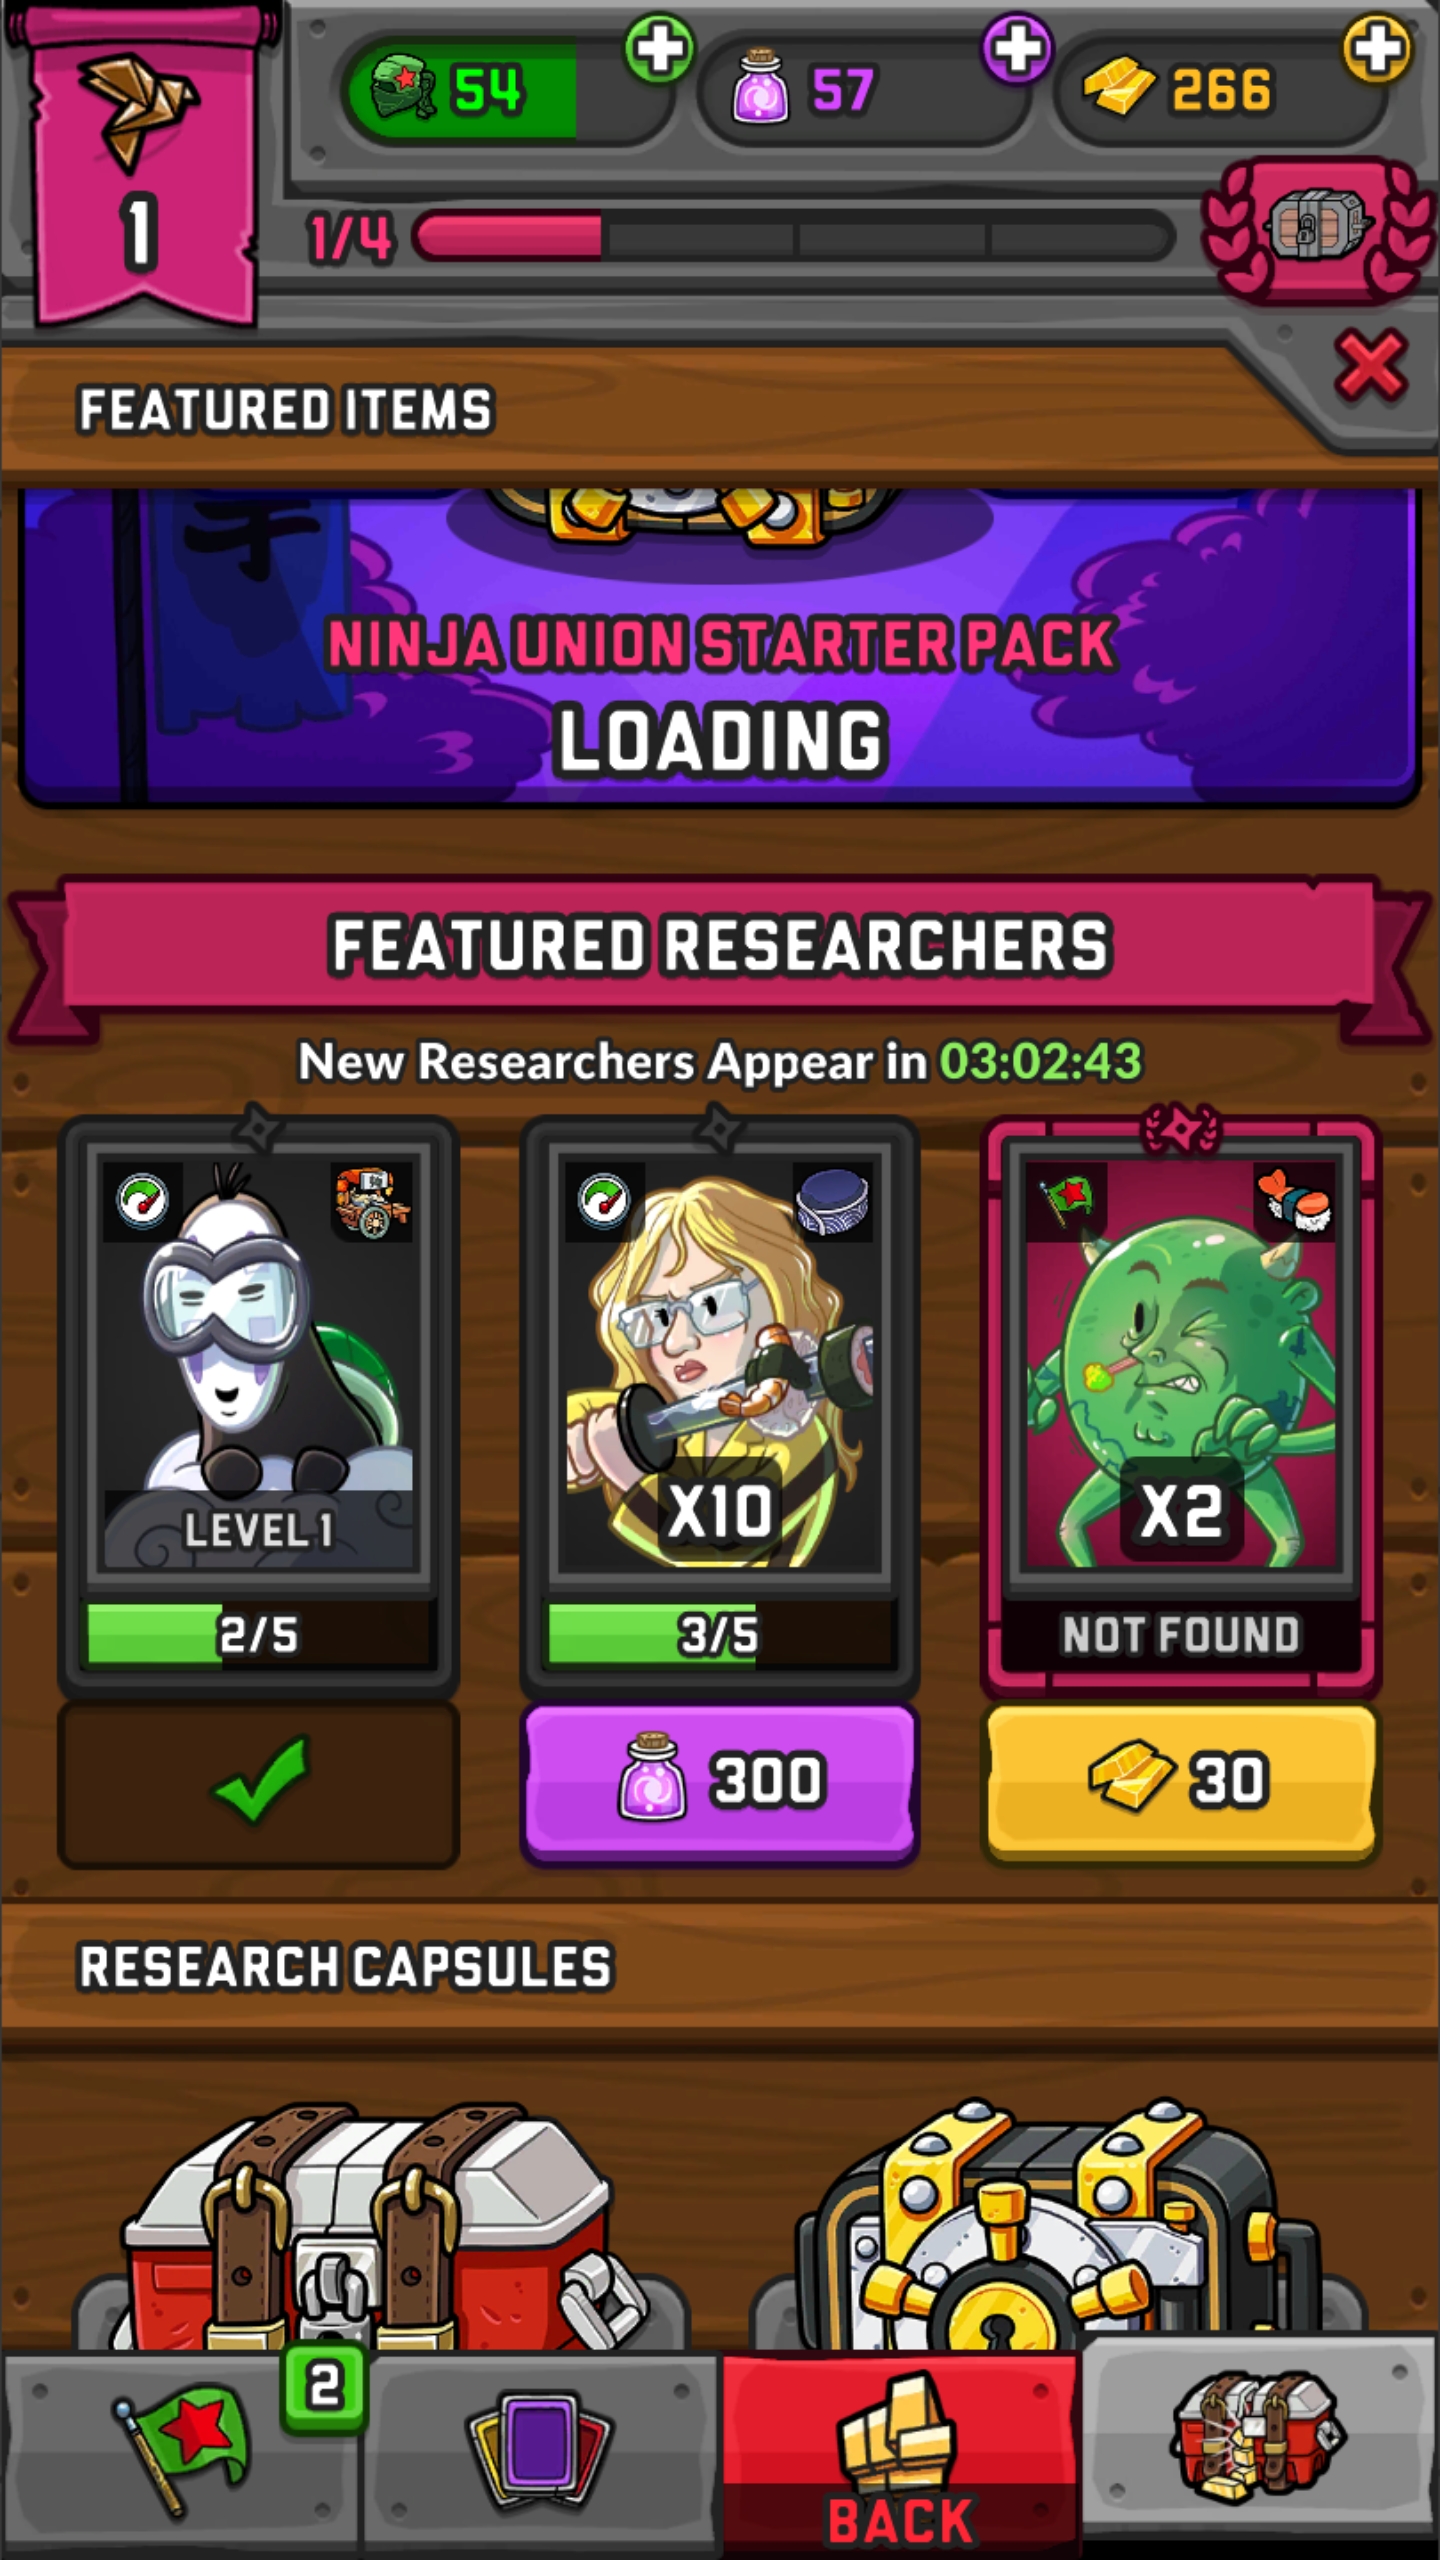 54
57
266
1
1/4
FEATURED ITEMS
NINJA UNION STARTER PACK
LOADING
FEATURED RESEARCHERS
New Researchers Appear in 03:02:43
LEVEL 1
X10
X2
2/5
3/5
NOT FOUND
300
30
RESEARCH CAPSULES
2
BACK